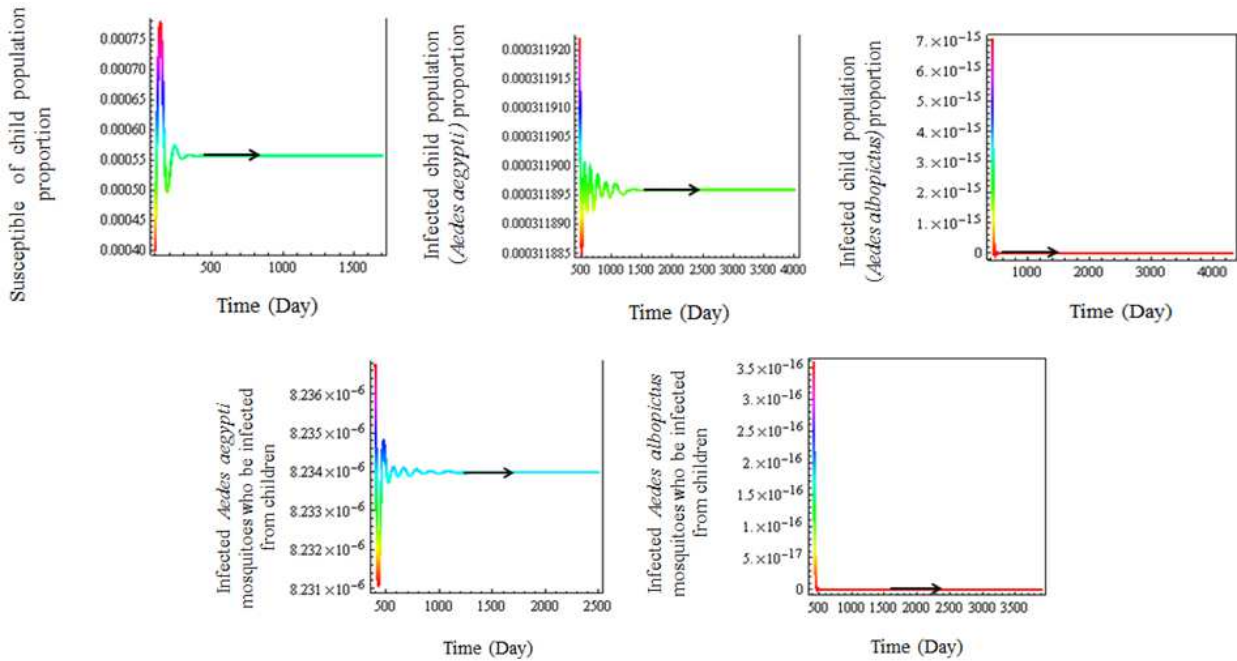 Susceptible of child population
proportion
0.00075
0.00070
0.00065
0.00060
0.00055
0.00050
0.00045
0.00040
500
1000
1500
Time (Day)
Infected child population
(Aedes aegypti) proportion
0.000311920
0.000311915
0.000311910
0.000311905
0.000311900
0.000311895
0.000311890
0.000311885
500 1000 1500 2000 2500 3000 3500 4000
Time (Day)
Infected child population
(Aedes albopictus) proportion
7.×10⁻¹⁵
6.×10⁻¹⁵
5.×10⁻¹⁵
4.×10⁻¹⁵
3.×10⁻¹⁵
2.×10⁻¹⁵
1.×10⁻¹⁵
0
1000 2000 3000 4000
Time (Day)
Infected Aedes aegypti
mosquitoes who be infected
from children
8.236×10⁻⁶
8.235×10⁻⁶
8.234×10⁻⁶
8.233×10⁻⁶
8.232×10⁻⁶
8.231×10⁻⁶
500 1000 1500 2000 2500
Time (Day)
Infected Aedes albopictus
mosquitoes who be infected
from children
3.5×10⁻¹⁶
3.×10⁻¹⁶
2.5×10⁻¹⁶
2.×10⁻¹⁶
1.5×10⁻¹⁶
1.×10⁻¹⁶
5.×10⁻¹⁷
0
500 1000 1500 2000 2500 3000 3500
Time (Day)